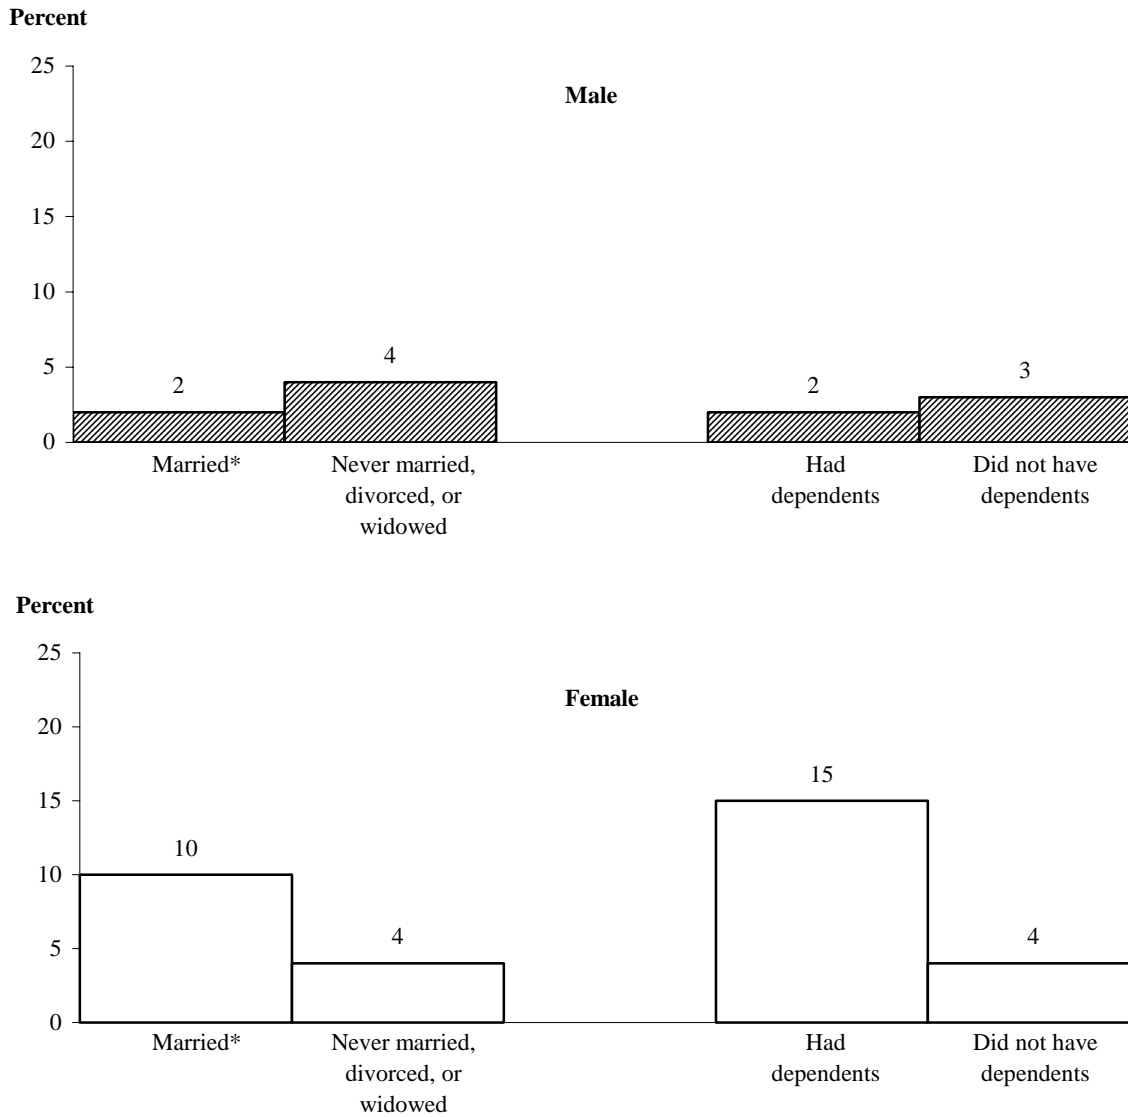 Percent
25
Male
20
15
10
5
0
2
4
2
3
Married*
Never married,
divorced, or
widowed
Had
dependents
Did not have
dependents
Percent
25
Female
20
15
10
5
0
10
4
15
4
Married*
Never married,
divorced, or
widowed
Had
dependents
Did not have
dependents